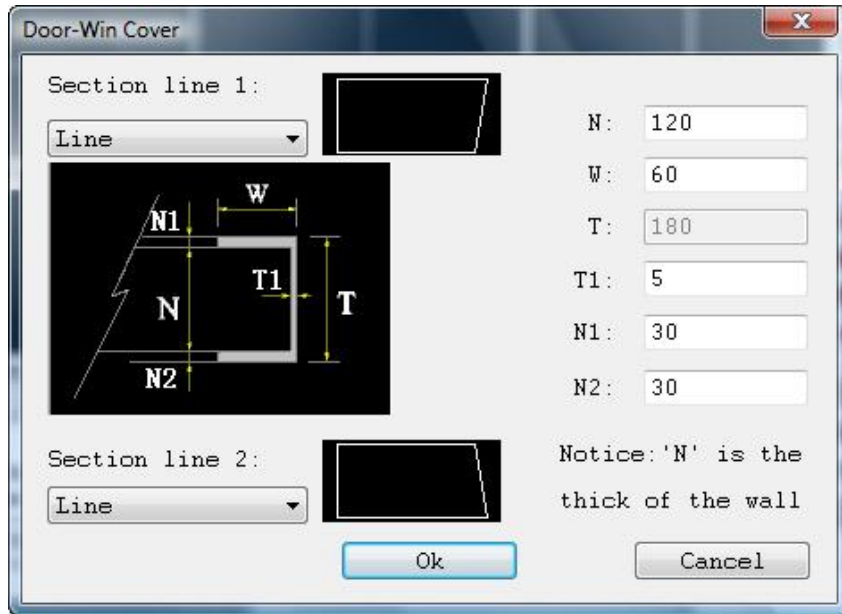 Door-Win Cover
Section line 1:
Line
N1
W
T1
N
T
N2
Section line 2:
Line
N: 120
W: 60
T: 180
T1: 5
N1: 30
N2: 30
Notice:'N' is the
thick of the wall
Ok
Cancel